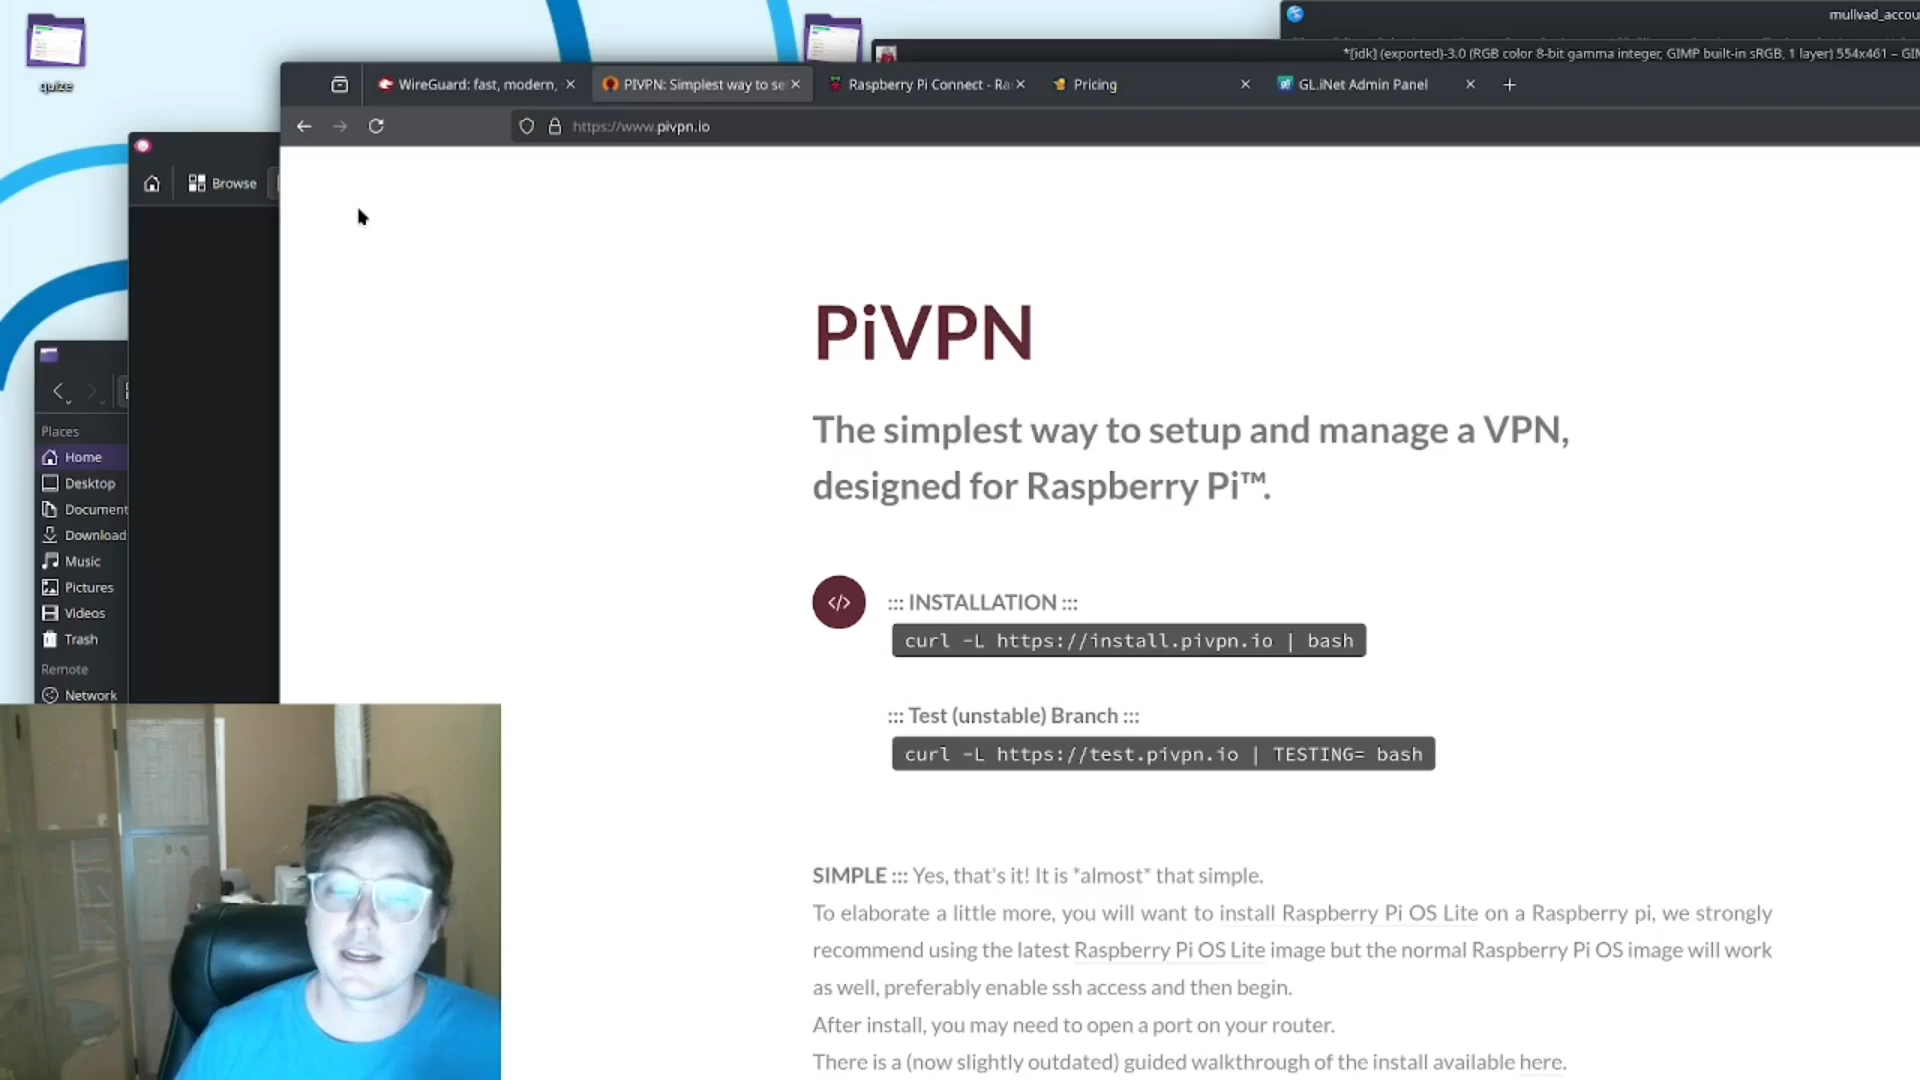 quize
mullvad_accou
*[idk] (exported)-3.0 (RGB color 8-bit gamma integer, GIMP built-in sRGB, 1 layer) 554x461 – GIM
WireGuard: fast, modern,
PIVPN: Simplest way to se
Raspberry Pi Connect - Ra
Pricing
GL.iNet Admin Panel
https://www.pivpn.io
Browse
Places
Home
Desktop
Document
Download
Music
Pictures
Videos
Trash
Remote
Network
PiVPN
The simplest way to setup and manage a VPN,
designed for Raspberry Pi™.
</>
::: INSTALLATION :::
curl -L https://install.pivpn.io | bash
::: Test (unstable) Branch :::
curl -L https://test.pivpn.io | TESTING= bash
SIMPLE ::: Yes, that's it! It is *almost* that simple.
To elaborate a little more, you will want to install Raspberry Pi OS Lite on a Raspberry pi, we strongly
recommend using the latest Raspberry Pi OS Lite image but the normal Raspberry Pi OS image will work
as well, preferably enable ssh access and then begin.
After install, you may need to open a port on your router.
There is a (now slightly outdated) guided walkthrough of the install available here.